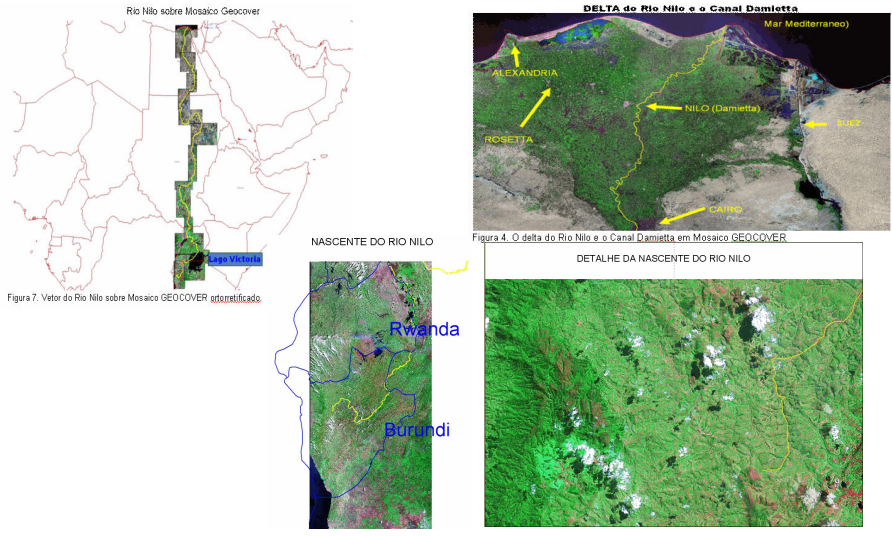 Rio Nilo sobre Mosaico Geocover
Lago Victoria
Figura 7. Vetor do Rio Nilo sobre Mosaico GEOCOVER ortorretificado.
DELTA do Rio Nilo e o Canal Damietta
Mar Mediterraneo)
ALEXANDRIA
NILO (Damietta)
SUEZ
ROSETTA
CAIRO
Figura 4. O delta do Rio Nilo e o Canal Damietta em Mosaico GEOCOVER
NASCENTE DO RIO NILO
Rwanda
Burundi
DETALHE DA NASCENTE DO RIO NILO